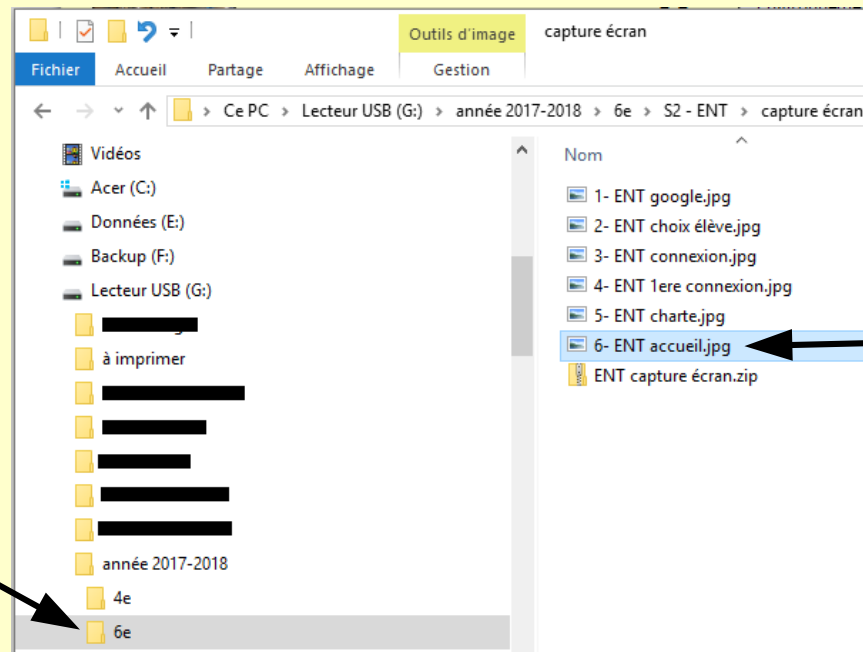 Outils d'image capture écran
Fichier Accueil Partage Affichage Gestion
> Ce PC > Lecteur USB (G:) > année 2017-2018 > 6e > S2 - ENT > capture écran
Vidéos
Acer (C:)
Données (E:)
Backup (F:)
Lecteur USB (G:)
à imprimer
année 2017-2018
4e
6e
Nom
1- ENT google.jpg
2- ENT choix élève.jpg
3- ENT connexion.jpg
4- ENT 1ere connexion.jpg
5- ENT charte.jpg
6- ENT accueil.jpg
ENT capture écran.zip